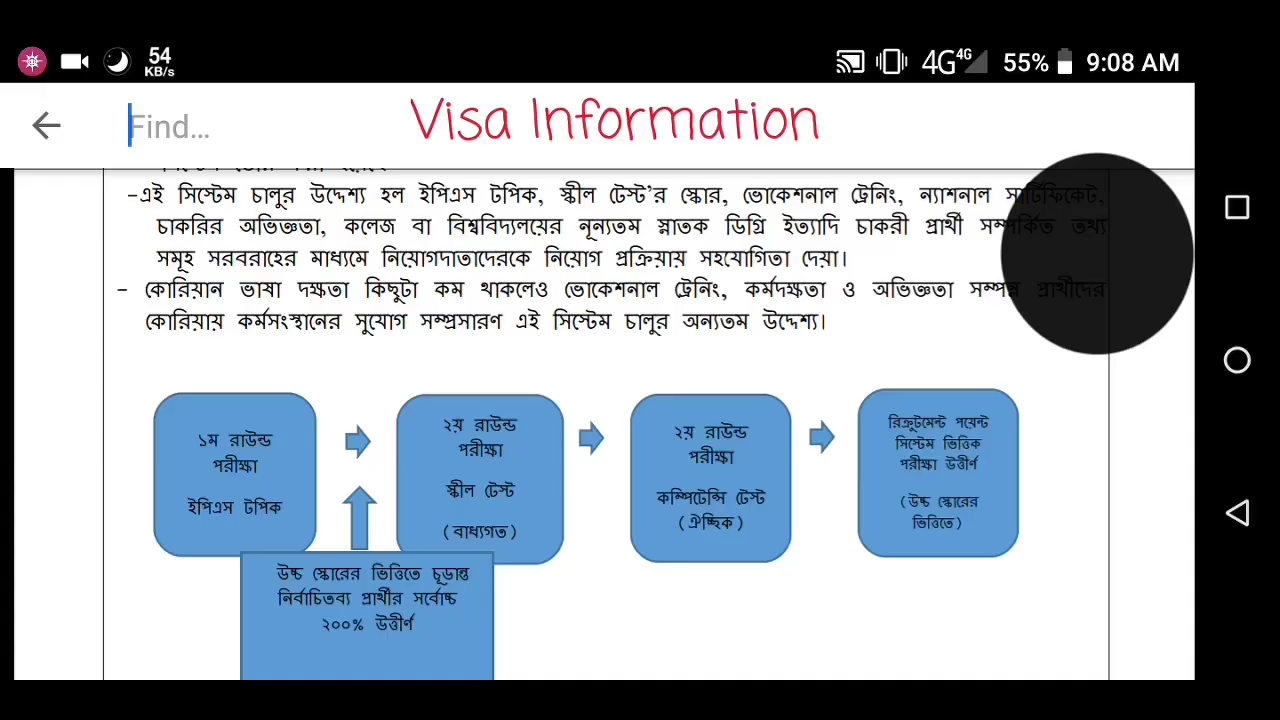 54
KB/s
4G 4G 55% 9:08 AM
Find...
Visa Information
–এই সিস্টেম চালুর উদ্দেশ্য হল ইপিএস টপিক, স্কীল টেস্ট'র স্কোর, ভোকেশনাল ট্রেনিং, ন্যাশনাল সার্টিফিকেট,
চাকরির অভিজ্ঞতা, কলেজ বা বিশ্ববিদ্যলয়ের নূন্যতম স্নাতক ডিগ্রি ইত্যাদি চাকরী প্রার্থী সম্পর্কিত তথ্য
সমূহ সরবরাহের মাধ্যমে নিয়োগদাতাদেরকে নিয়োগ প্রক্রিয়ায় সহযোগিতা দেয়া।
– কোরিয়ান ভাষা দক্ষতা কিছুটা কম থাকলেও ভোকেশনাল ট্রেনিং, কর্মদক্ষতা ও অভিজ্ঞতা সম্পন্ন প্রার্থীদের
কোরিয়ায় কর্মসংস্থানের সুযোগ সম্প্রসারণ এই সিস্টেম চালুর অন্যতম উদ্দেশ্য।
১ম রাউন্ড
পরীক্ষা
ইপিএস টপিক
২য় রাউন্ড
পরীক্ষা
স্কীল টেস্ট
(বাধ্যগত)
২য় রাউন্ড
পরীক্ষা
কম্পিটেন্সি টেস্ট
(ঐচ্ছিক)
রিক্রুটমেন্ট পয়েন্ট
সিস্টেম ভিত্তিক
পরীক্ষা উত্তীর্ণ
(উচ্চ স্কোরের
ভিত্তিতে)
উচ্চ স্কোরের ভিত্তিতে চূড়ান্ত
নির্বাচিতব্য প্রার্থীর সর্বোচ্চ
২০০% উত্তীর্ণ